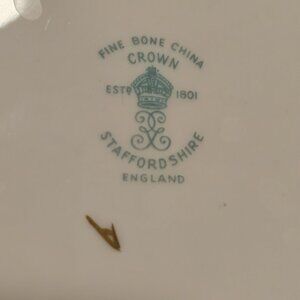 FINE BONE CHINA
CROWN
ESTD 1801
STAFFORDSHIRE
ENGLAND